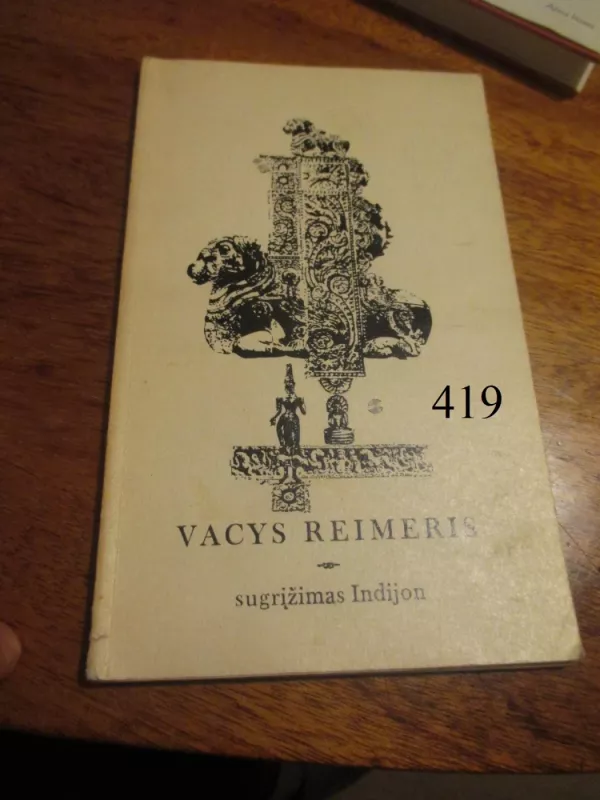 419
VACYS REIMERIS
sugrįžimas Indijon